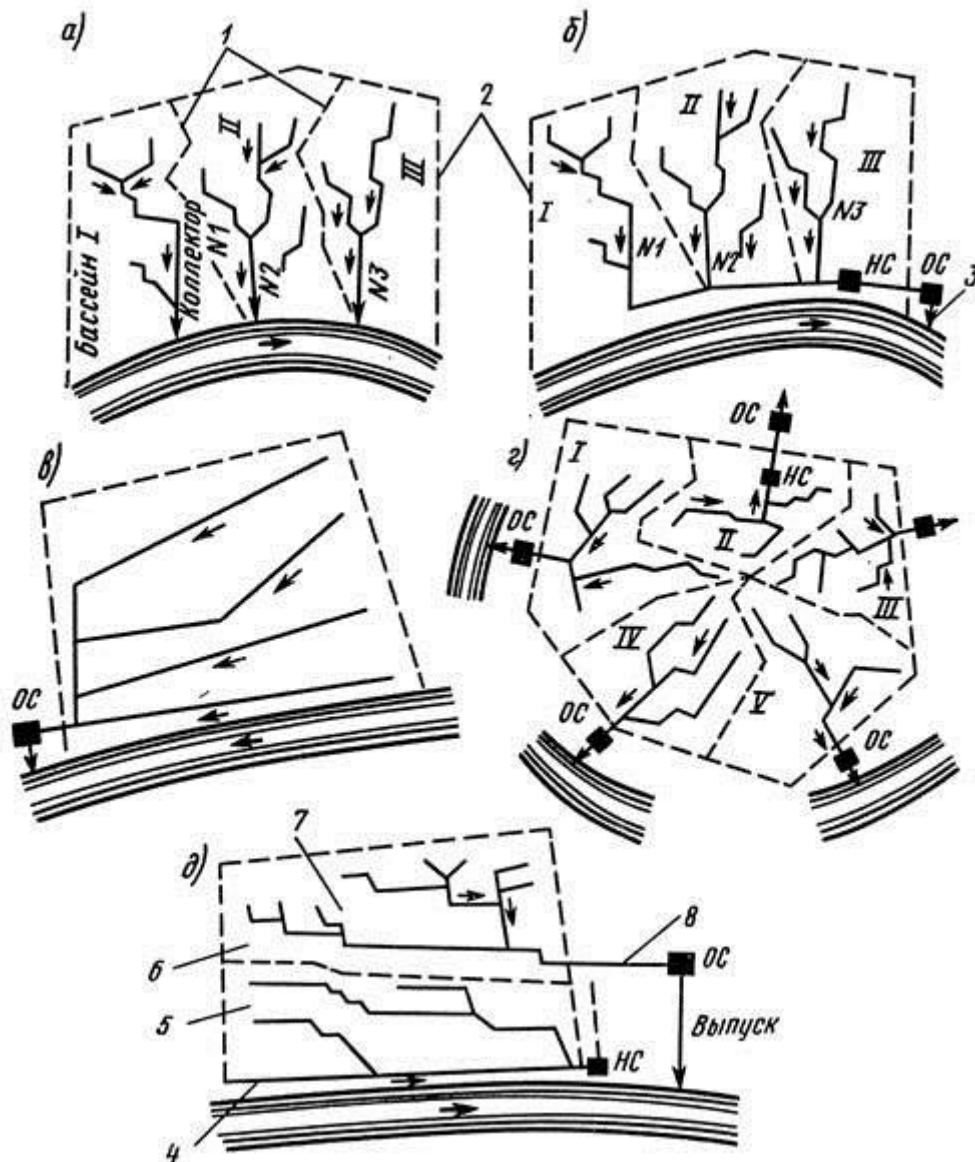 а)
1
2
II
III
Бассейн I
Коллектор
N1
N2
N3
б)
I
II
III
N1
N2
N3
НС
ОС
3
в)
ОС
г)
I
ОС
НС
ОС
II
III
IV
V
ОС
ОС
д)
7
8
6
5
ОС
Выпуск
НС
4